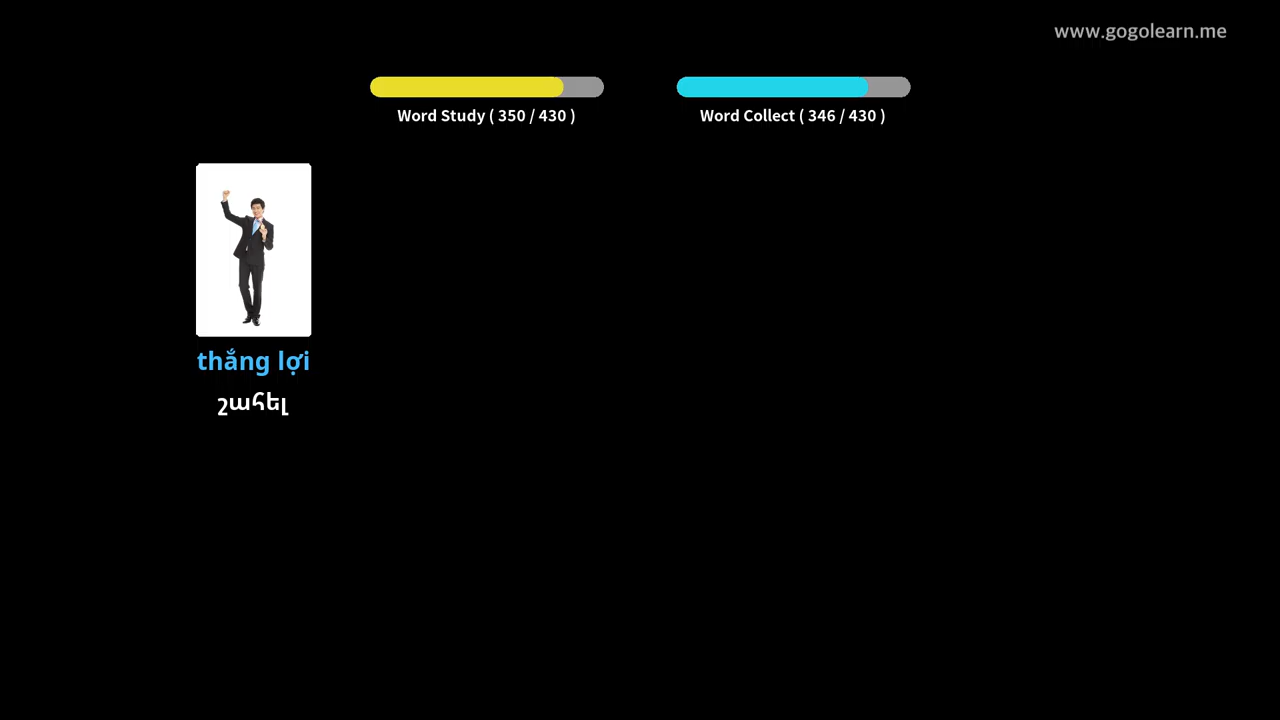 www.gogolearn.me
Word Study ( 350 / 430 )
Word Collect ( 346 / 430 )
thắng lợi
շահել